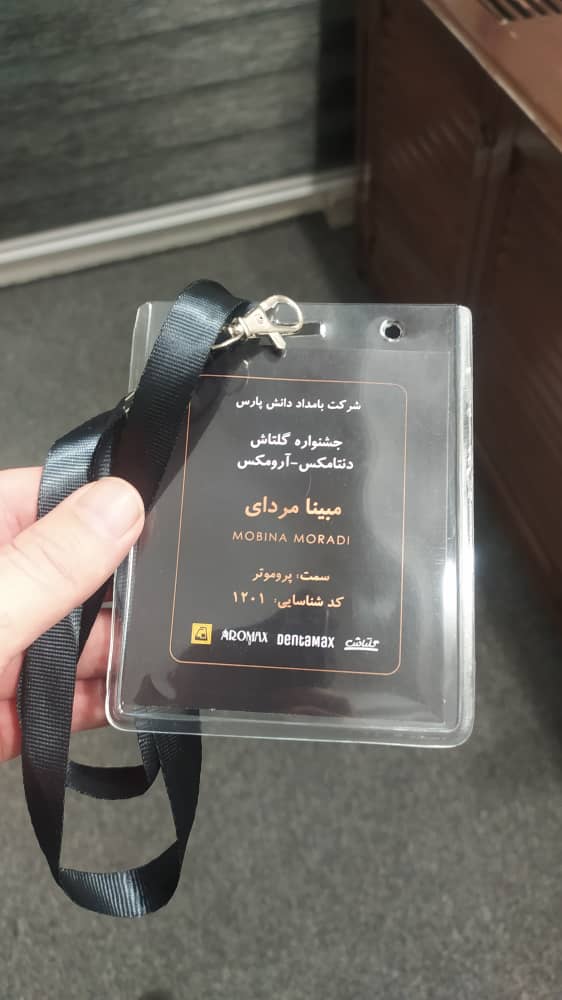 شرکت بامداد دانش پارس
جشنواره گلتاش
دنتامکس-آرومکس
مبینا مردای
MOBINA MORADI
سمت: پروموتر
کد شناسایی: ۱۲۰۱
AROMAX DENTAMAX گلتاش